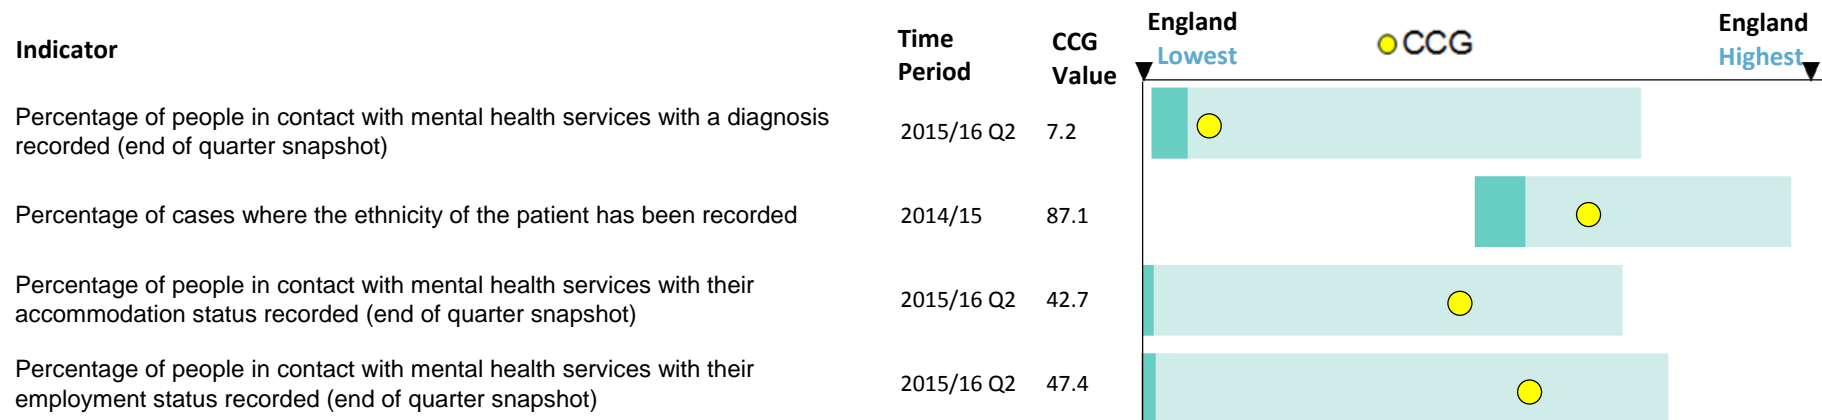 Indicator
Time Period
CCG Value
England Lowest
CCG
England Highest
Percentage of people in contact with mental health services with a diagnosis
recorded (end of quarter snapshot)
2015/16 Q2
7.2
Percentage of cases where the ethnicity of the patient has been recorded
2014/15
87.1
Percentage of people in contact with mental health services with their
accommodation status recorded (end of quarter snapshot)
2015/16 Q2
42.7
Percentage of people in contact with mental health services with their
employment status recorded (end of quarter snapshot)
2015/16 Q2
47.4